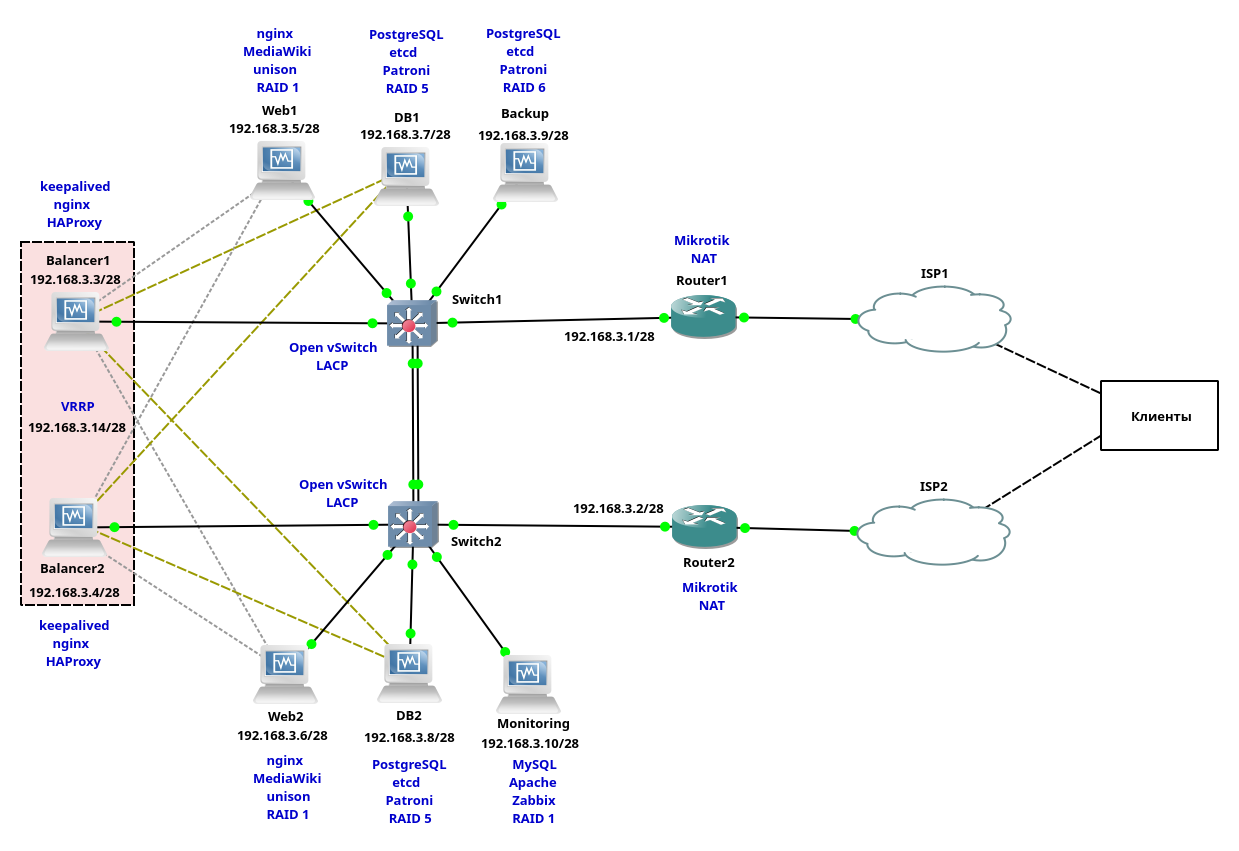 nginx
MediaWiki
unison
RAID 1
Web1
192.168.3.5/28
PostgreSQL
etcd
Patroni
RAID 5
DB1
192.168.3.7/28
PostgreSQL
etcd
Patroni
RAID 6
Backup
192.168.3.9/28
keepalived
nginx
HAProxy
Balancer1
192.168.3.3/28
Switch1
Open vSwitch
LACP
Mikrotik
NAT
Router1
192.168.3.1/28
ISP1
VRRP
192.168.3.14/28
Клиенты
Open vSwitch
LACP
Switch2
192.168.3.2/28
Router2
Mikrotik
NAT
ISP2
Balancer2
192.168.3.4/28
keepalived
nginx
HAProxy
Web2
192.168.3.6/28
nginx
MediaWiki
unison
RAID 1
DB2
192.168.3.8/28
PostgreSQL
etcd
Patroni
RAID 5
Monitoring
192.168.3.10/28
MySQL
Apache
Zabbix
RAID 1